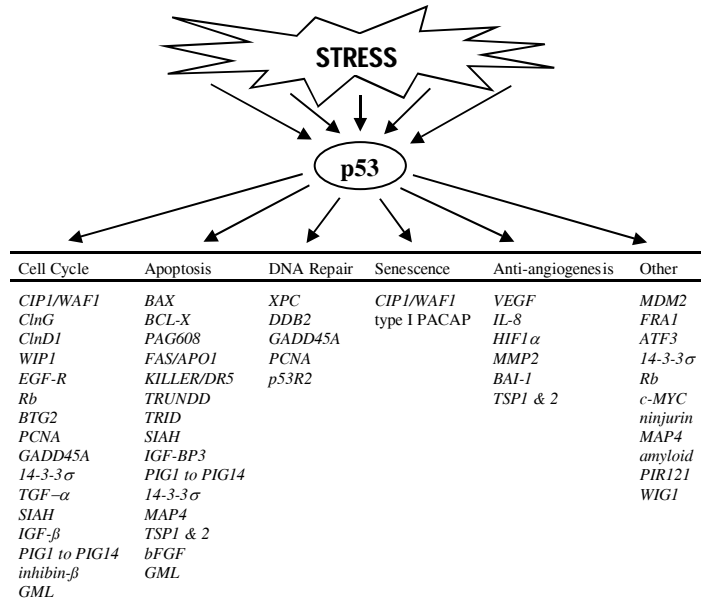 STRESS
p53
Cell Cycle Apoptosis DNA Repair Senescence Anti-angiogenesis Other
CIP1/WAF1 BAX XPC CIP1/WAF1 VEGF MDM2
ClnG BCL-X DDB2 type I PACAP IL-8 FRA1
ClnD1 PAG608 GADD45A HIF1α ATF3
WIP1 FAS/APO1 PCNA MMP2 14-3-3σ
EGF-R KILLER/DR5 p53R2 BAI-1 Rb
Rb TRUNDD TSP1 & 2 c-MYC
BTG2 TRID ninjurin
PCNA SIAH MAP4
GADD45A IGF-BP3 amyloid
14-3-3σ PIG1 to PIG14 PIR121
TGF–α 14-3-3σ WIG1
SIAH MAP4
IGF-β TSP1 & 2
PIG1 to PIG14 bFGF
inhibin-β GML
GML